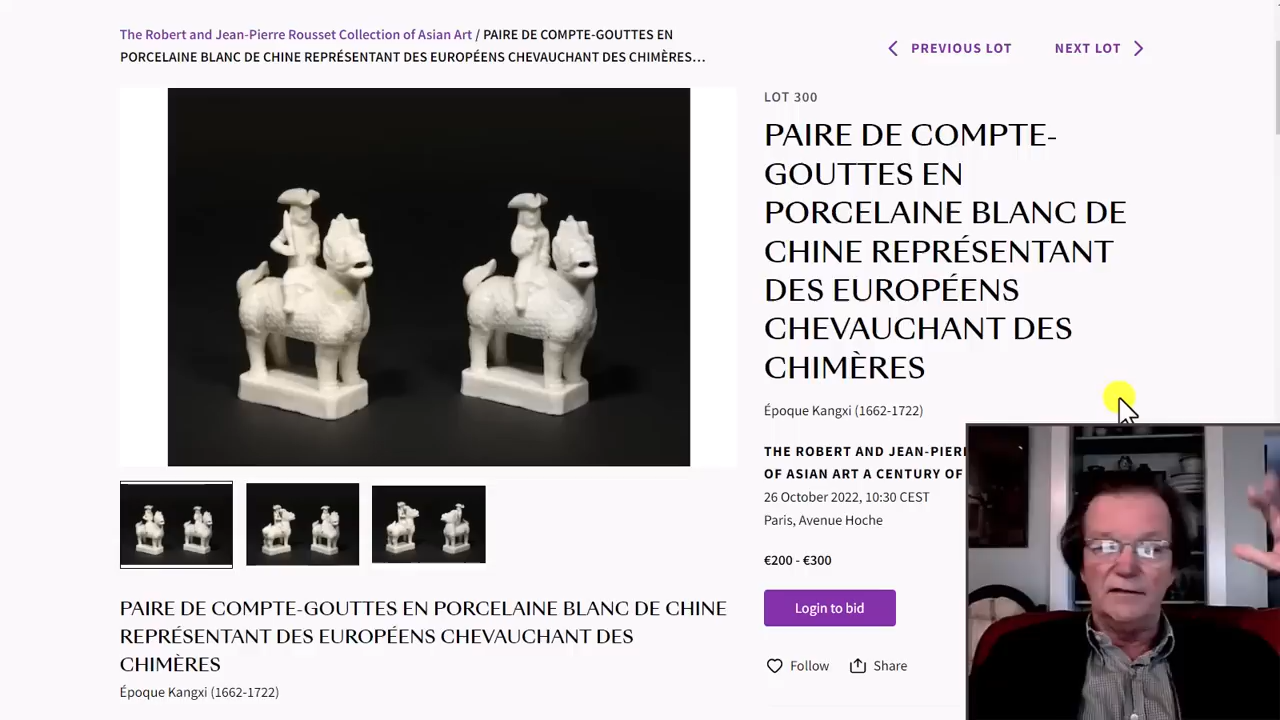 The Robert and Jean-Pierre Rousset Collection of Asian Art / PAIRE DE COMPTE-GOUTTES EN
PORCELAINE BLANC DE CHINE REPRÉSENTANT DES EUROPÉENS CHEVAUCHANT DES CHIMÈRES...
PREVIOUS LOT
NEXT LOT
LOT 300
PAIRE DE COMPTE-
GOUTTES EN
PORCELAINE BLANC DE
CHINE REPRÉSENTANT
DES EUROPÉENS
CHEVAUCHANT DES
CHIMÈRES
Époque Kangxi (1662-1722)
THE ROBERT AND JEAN-PIER
OF ASIAN ART A CENTURY OF
26 October 2022, 10:30 CEST
Paris, Avenue Hoche
€200 - €300
Login to bid
Follow
Share
PAIRE DE COMPTE-GOUTTES EN PORCELAINE BLANC DE CHINE
REPRÉSENTANT DES EUROPÉENS CHEVAUCHANT DES
CHIMÈRES
Époque Kangxi (1662-1722)